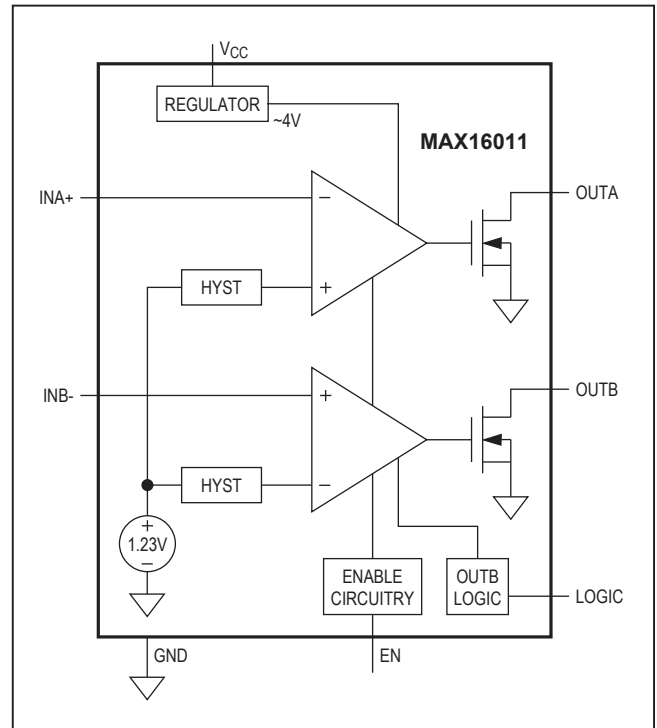 VCC
REGULATOR
~4V
MAX16011
INA+
−
OUTA
HYST
+
INB-
+
OUTB
HYST
−
+
1.23V
−
ENABLE
CIRCUITRY
OUTB
LOGIC
LOGIC
GND
EN